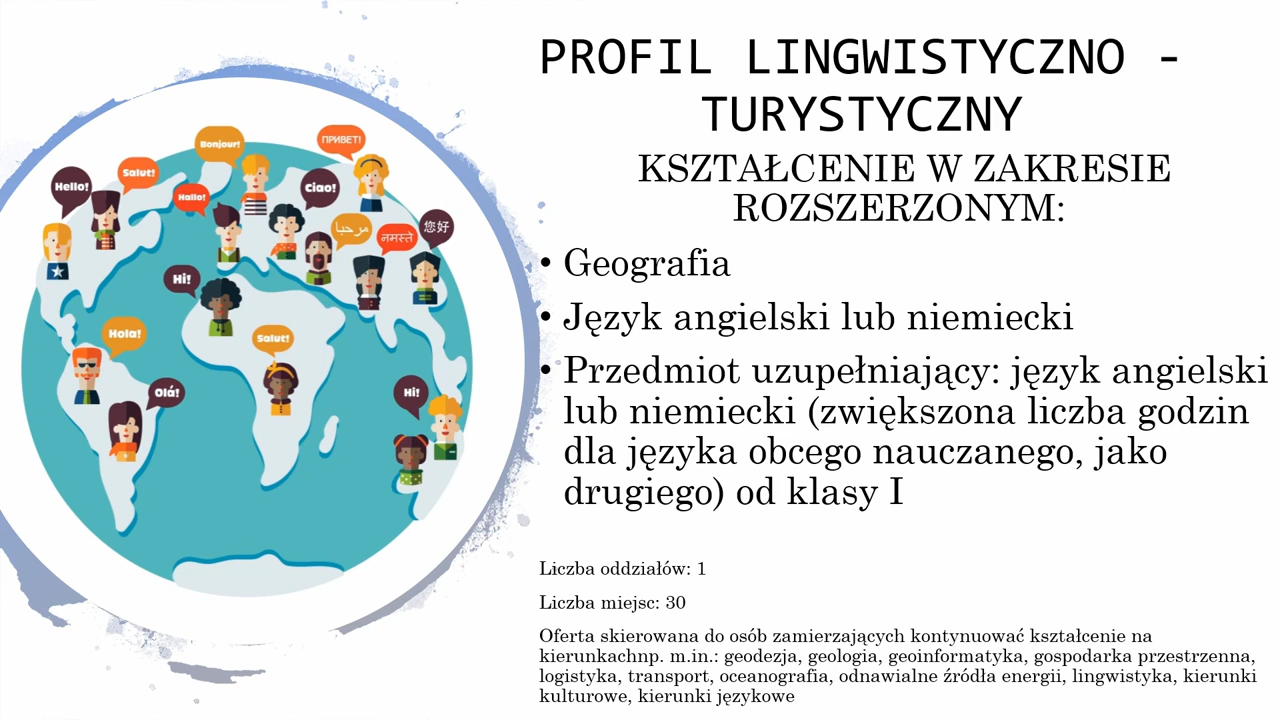 PROFIL LINGWISTYCZNO -
TURYSTYCZNY
KSZTAŁCENIE W ZAKRESIE
ROZSZERZONYM:
• Geografia
• Język angielski lub niemiecki
• Przedmiot uzupełniający: język angielski
lub niemiecki (zwiększona liczba godzin
dla języka obcego nauczanego, jako
drugiego) od klasy I
Liczba oddziałów: 1
Liczba miejsc: 30
Oferta skierowana do osób zamierzających kontynuować kształcenie na
kierunkachnp. m.in.: geodezja, geologia, geoinformatyka, gospodarka przestrzenna,
logistyka, transport, oceanografia, odnawialne źródła energii, lingwistyka, kierunki
kulturowe, kierunki językowe
Bonjour!
ПРИВЕТ!
Salut!
Hello!
Hallo!
Ciao!
مرحبا
नमस्ते
您好
Hi!
Hola!
Salut!
Olá!
Hi!